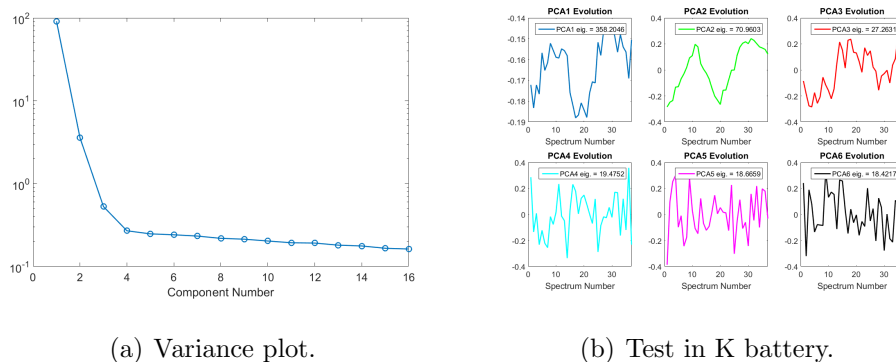 10^2
10^1
10^0
10^-1
0 2 4 6 8 10 12 14 16
Component Number
PCA1 Evolution
PCA1 eig. = 358.2046
-0.14
-0.15
-0.16
-0.17
-0.18
-0.19
0 10 20 30
Spectrum Number
PCA2 Evolution
PCA2 eig. = 70.9603
0.4
0.2
0
-0.2
-0.4
0 10 20 30
Spectrum Number
PCA3 Evolution
PCA3 eig. = 27.2631
0.4
0.2
0
-0.2
-0.4
0 10 20 30
Spectrum Number
PCA4 Evolution
PCA4 eig. = 19.4752
0.4
0.2
0
-0.2
-0.4
0 10 20 30
Spectrum Number
PCA5 Evolution
PCA5 eig. = 18.6659
0.4
0.2
0
-0.2
-0.4
0 10 20 30
Spectrum Number
PCA6 Evolution
PCA6 eig. = 18.4217
0.4
0.2
0
-0.2
-0.4
0 10 20 30
Spectrum Number
(a) Variance plot.
(b) Test in K battery.